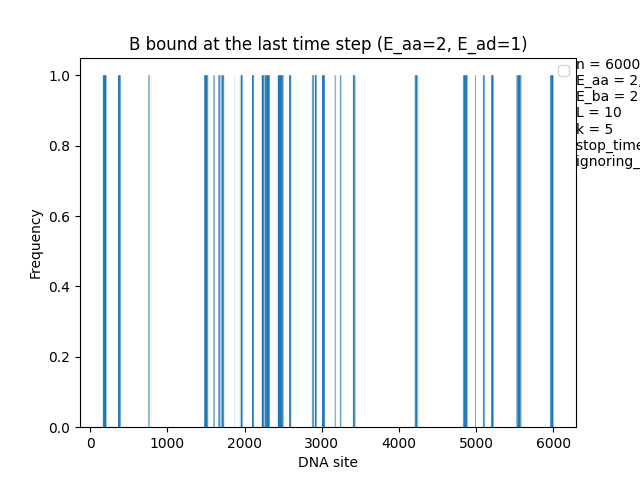 B bound at the last time step (E_aa=2, E_ad=1)
n = 6000
E_aa = 2,
E_ba = 2
L = 10
k = 5
stop_time
ignoring_
Frequency
1.0
0.8
0.6
0.4
0.2
0.0
0 1000 2000 3000 4000 5000 6000
DNA site